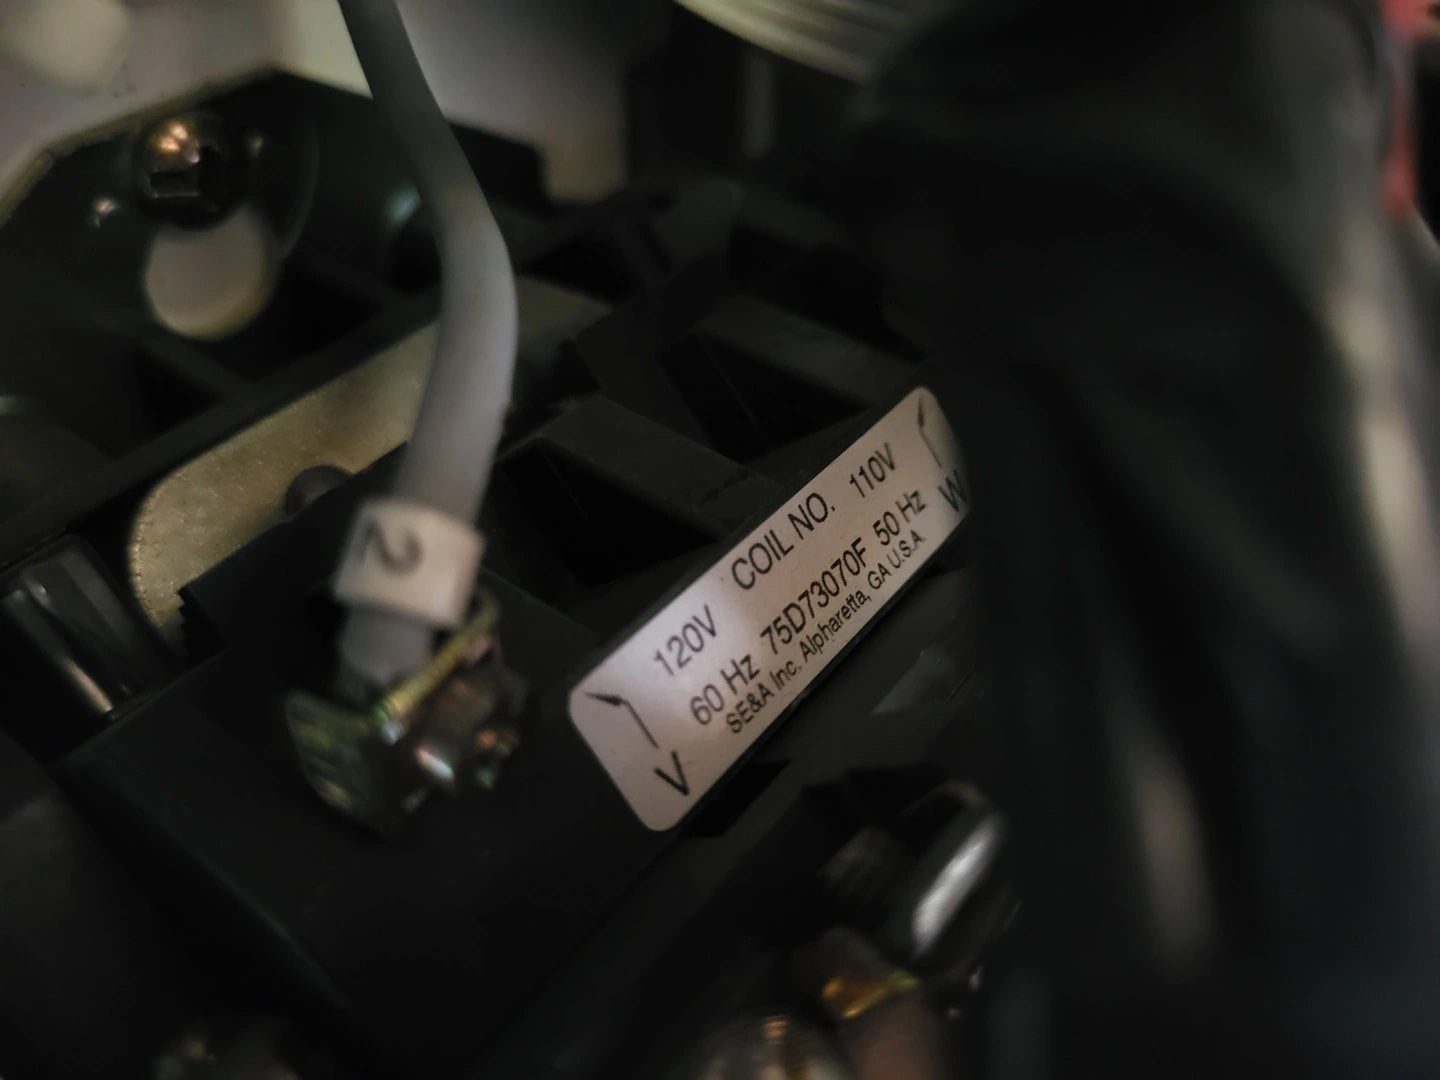 2
120V COIL NO. 110V
60 Hz 75D73070F 50 Hz
SE&A Inc. Alpharetta, GA U.S.A
V W